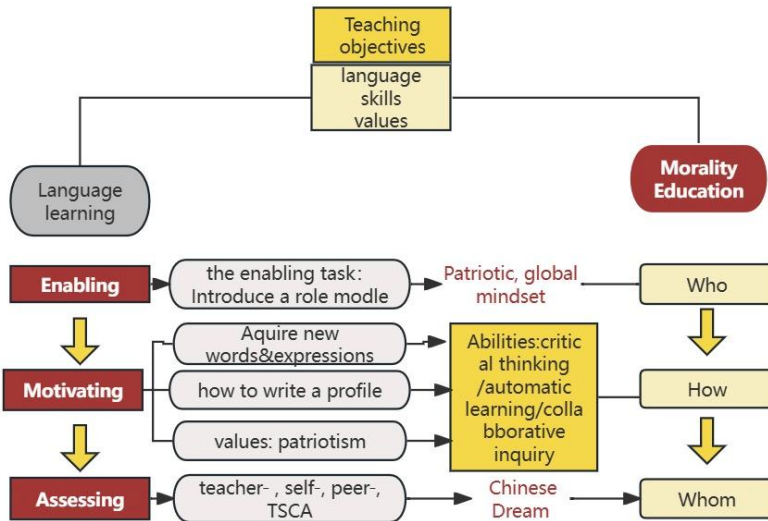 Teaching
objectives
language
skills
values
Language
learning
Morality
Education
Enabling
the enabling task:
Introduce a role modle
Patriotic, global
mindset
Who
Aquire new
words&expressions
Motivating
how to write a profile
values: patriotism
Abilities:critic
al thinking
/automatic
learning/colla
bborative
inquiry
How
Assessing
teacher- , self-, peer-,
TSCA
Chinese
Dream
Whom